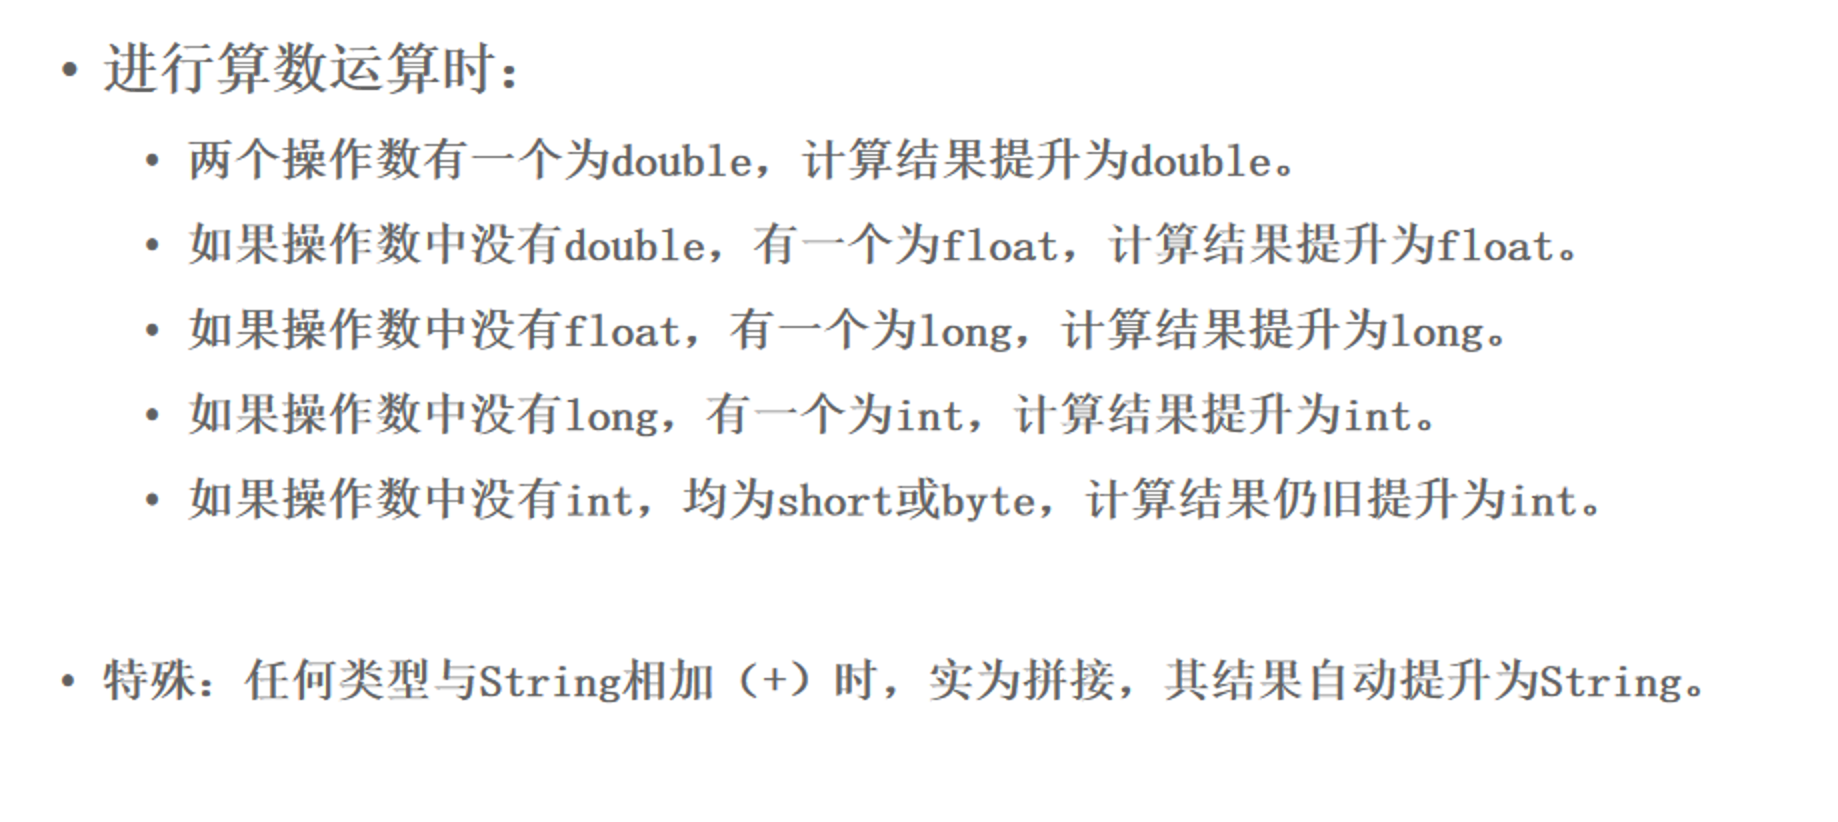 • 进行算数运算时：
• 两个操作数有一个为double，计算结果提升为double。
• 如果操作数中没有double，有一个为float，计算结果提升为float。
• 如果操作数中没有float，有一个为long，计算结果提升为long。
• 如果操作数中没有long，有一个为int，计算结果提升为int。
• 如果操作数中没有int，均为short或byte，计算结果仍旧提升为int。
• 特殊：任何类型与String相加（+）时，实为拼接，其结果自动提升为String。